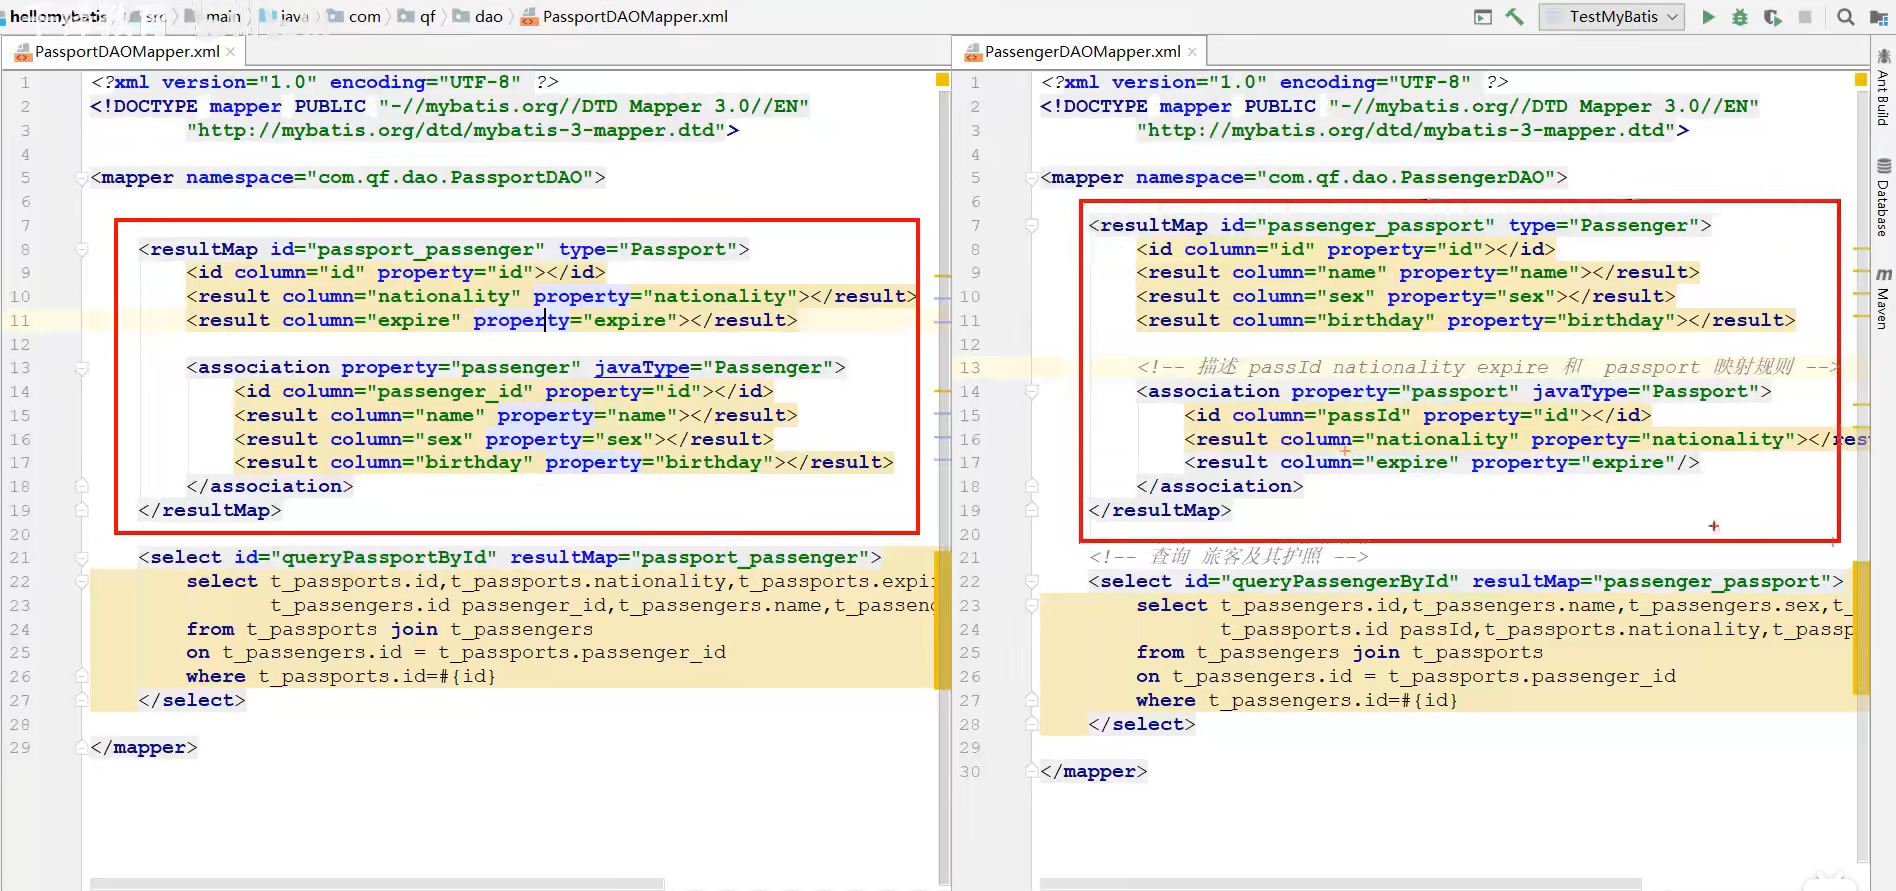 hellomybatis src main java com qf dao PassportDAOMapper.xml
TestMyBatis
PassportDAOMapper.xml
1 <?xml version="1.0" encoding="UTF-8" ?>
2 <!DOCTYPE mapper PUBLIC "-//mybatis.org//DTD Mapper 3.0//EN"
3 "http://mybatis.org/dtd/mybatis-3-mapper.dtd">
4
5 <mapper namespace="com.qf.dao.PassportDAO">
6
7
8 <resultMap id="passport_passenger" type="Passport">
9 <id column="id" property="id"></id>
10 <result column="nationality" property="nationality"></result>
11 <result column="expire" property="expire"></result>
12
13 <association property="passenger" javaType="Passenger">
14 <id column="passenger_id" property="id"></id>
15 <result column="name" property="name"></result>
16 <result column="sex" property="sex"></result>
17 <result column="birthday" property="birthday"></result>
18 </association>
19 </resultMap>
20
21 <select id="queryPassportById" resultMap="passport_passenger">
22 select t_passports.id,t_passports.nationality,t_passports.expi
23 t_passengers.id passenger_id,t_passengers.name,t_passeng
24 from t_passports join t_passengers
25 on t_passengers.id = t_passports.passenger_id
26 where t_passports.id=#{id}
27 </select>
28
29 </mapper>
PassengerDAOMapper.xml
1 <?xml version="1.0" encoding="UTF-8" ?>
2 <!DOCTYPE mapper PUBLIC "-//mybatis.org//DTD Mapper 3.0//EN"
3 "http://mybatis.org/dtd/mybatis-3-mapper.dtd">
4
5 <mapper namespace="com.qf.dao.PassengerDAO">
6
7 <resultMap id="passenger_passport" type="Passenger">
8 <id column="id" property="id"></id>
9 <result column="name" property="name"></result>
10 <result column="sex" property="sex"></result>
11 <result column="birthday" property="birthday"></result>
12
13 <!-- 描述 passId nationality expire 和 passport 映射规则 -->
14 <association property="passport" javaType="Passport">
15 <id column="passId" property="id"></id>
16 <result column="nationality" property="nationality"></res
17 <result column="expire" property="expire"/>
18 </association>
19 </resultMap>
20
21 <!-- 查询 旅客及其护照 -->
22 <select id="queryPassengerById" resultMap="passenger_passport">
23 select t_passengers.id,t_passengers.name,t_passengers.sex,t_
24 t_passports.id passId,t_passports.nationality,t_passp
25 from t_passengers join t_passports
26 on t_passengers.id = t_passports.passenger_id
27 where t_passengers.id=#{id}
28 </select>
29
30 </mapper>
Ant Build
Database
m Maven